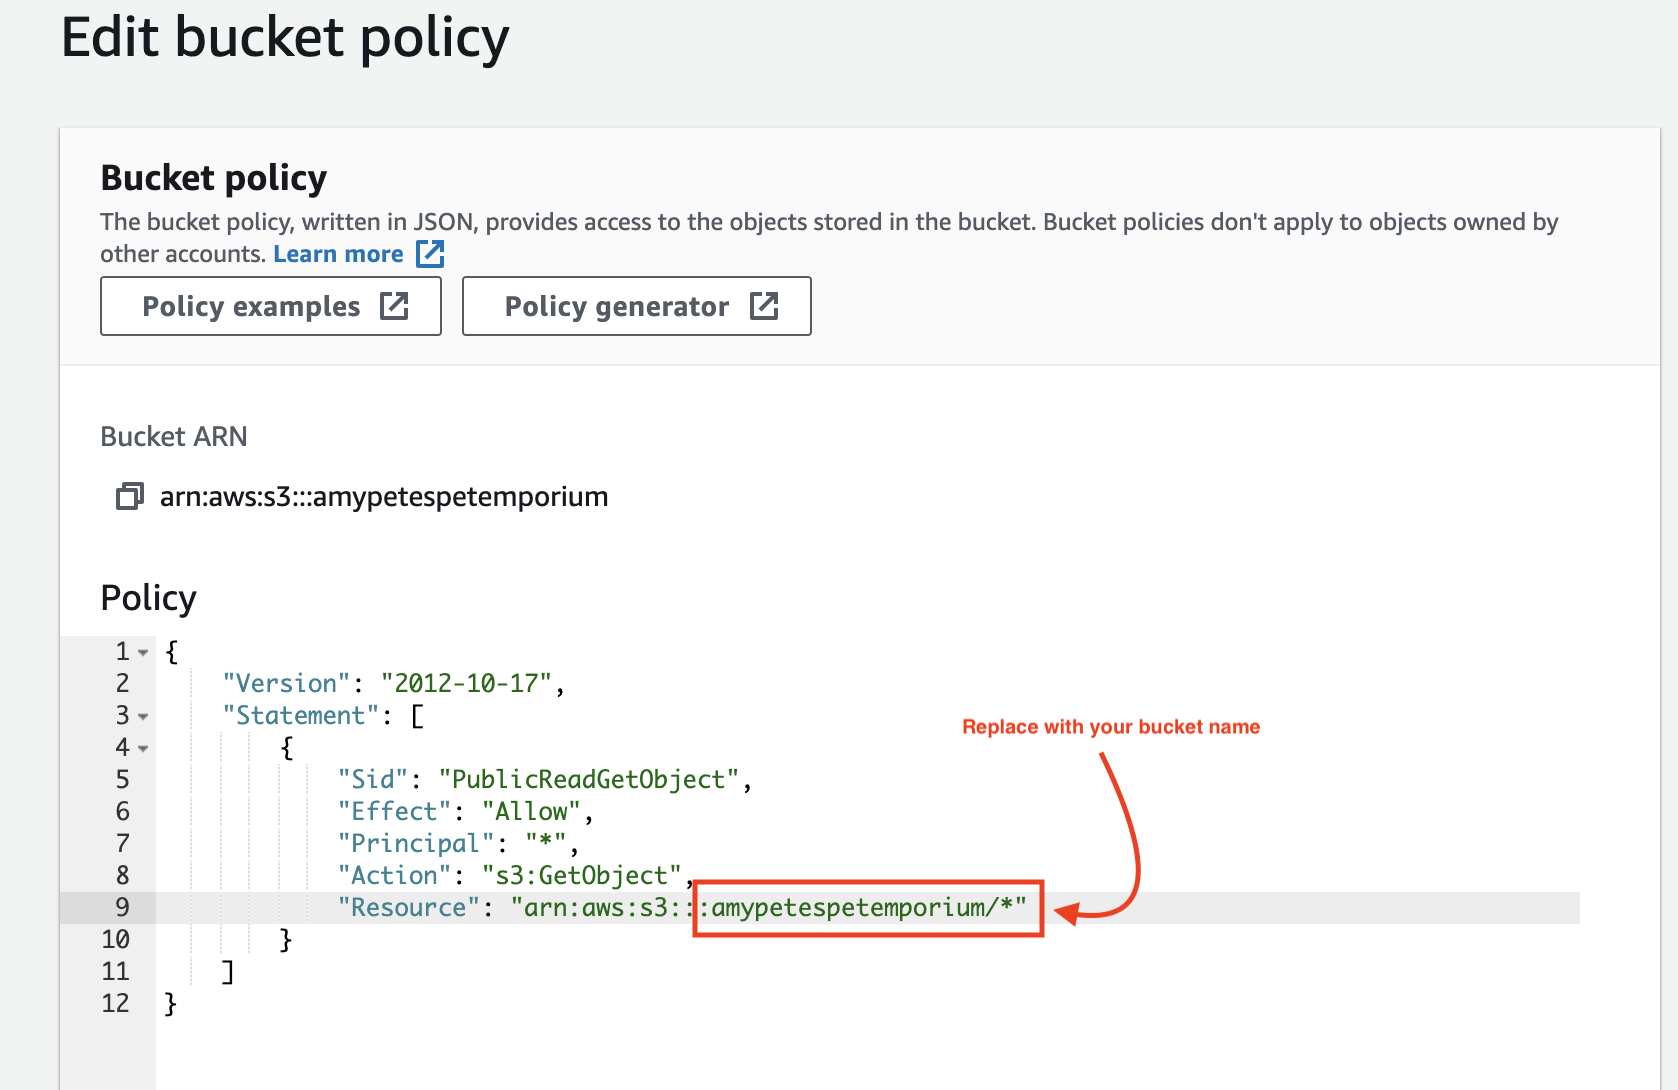 Edit bucket policy
Bucket policy
The bucket policy, written in JSON, provides access to the objects stored in the bucket. Bucket policies don't apply to objects owned by
other accounts. Learn more
Policy examples
Policy generator
Bucket ARN
arn:aws:s3:::amypetespetemporium
Policy
1 {
2 "Version": "2012-10-17",
3 "Statement": [
Replace with your bucket name
4 {
5 "Sid": "PublicReadGetObject",
6 "Effect": "Allow",
7 "Principal": "*",
8 "Action": "s3:GetObject",
9 "Resource": "arn:aws:s3:::amypetespetemporium/*"
10 }
11 ]
12 }